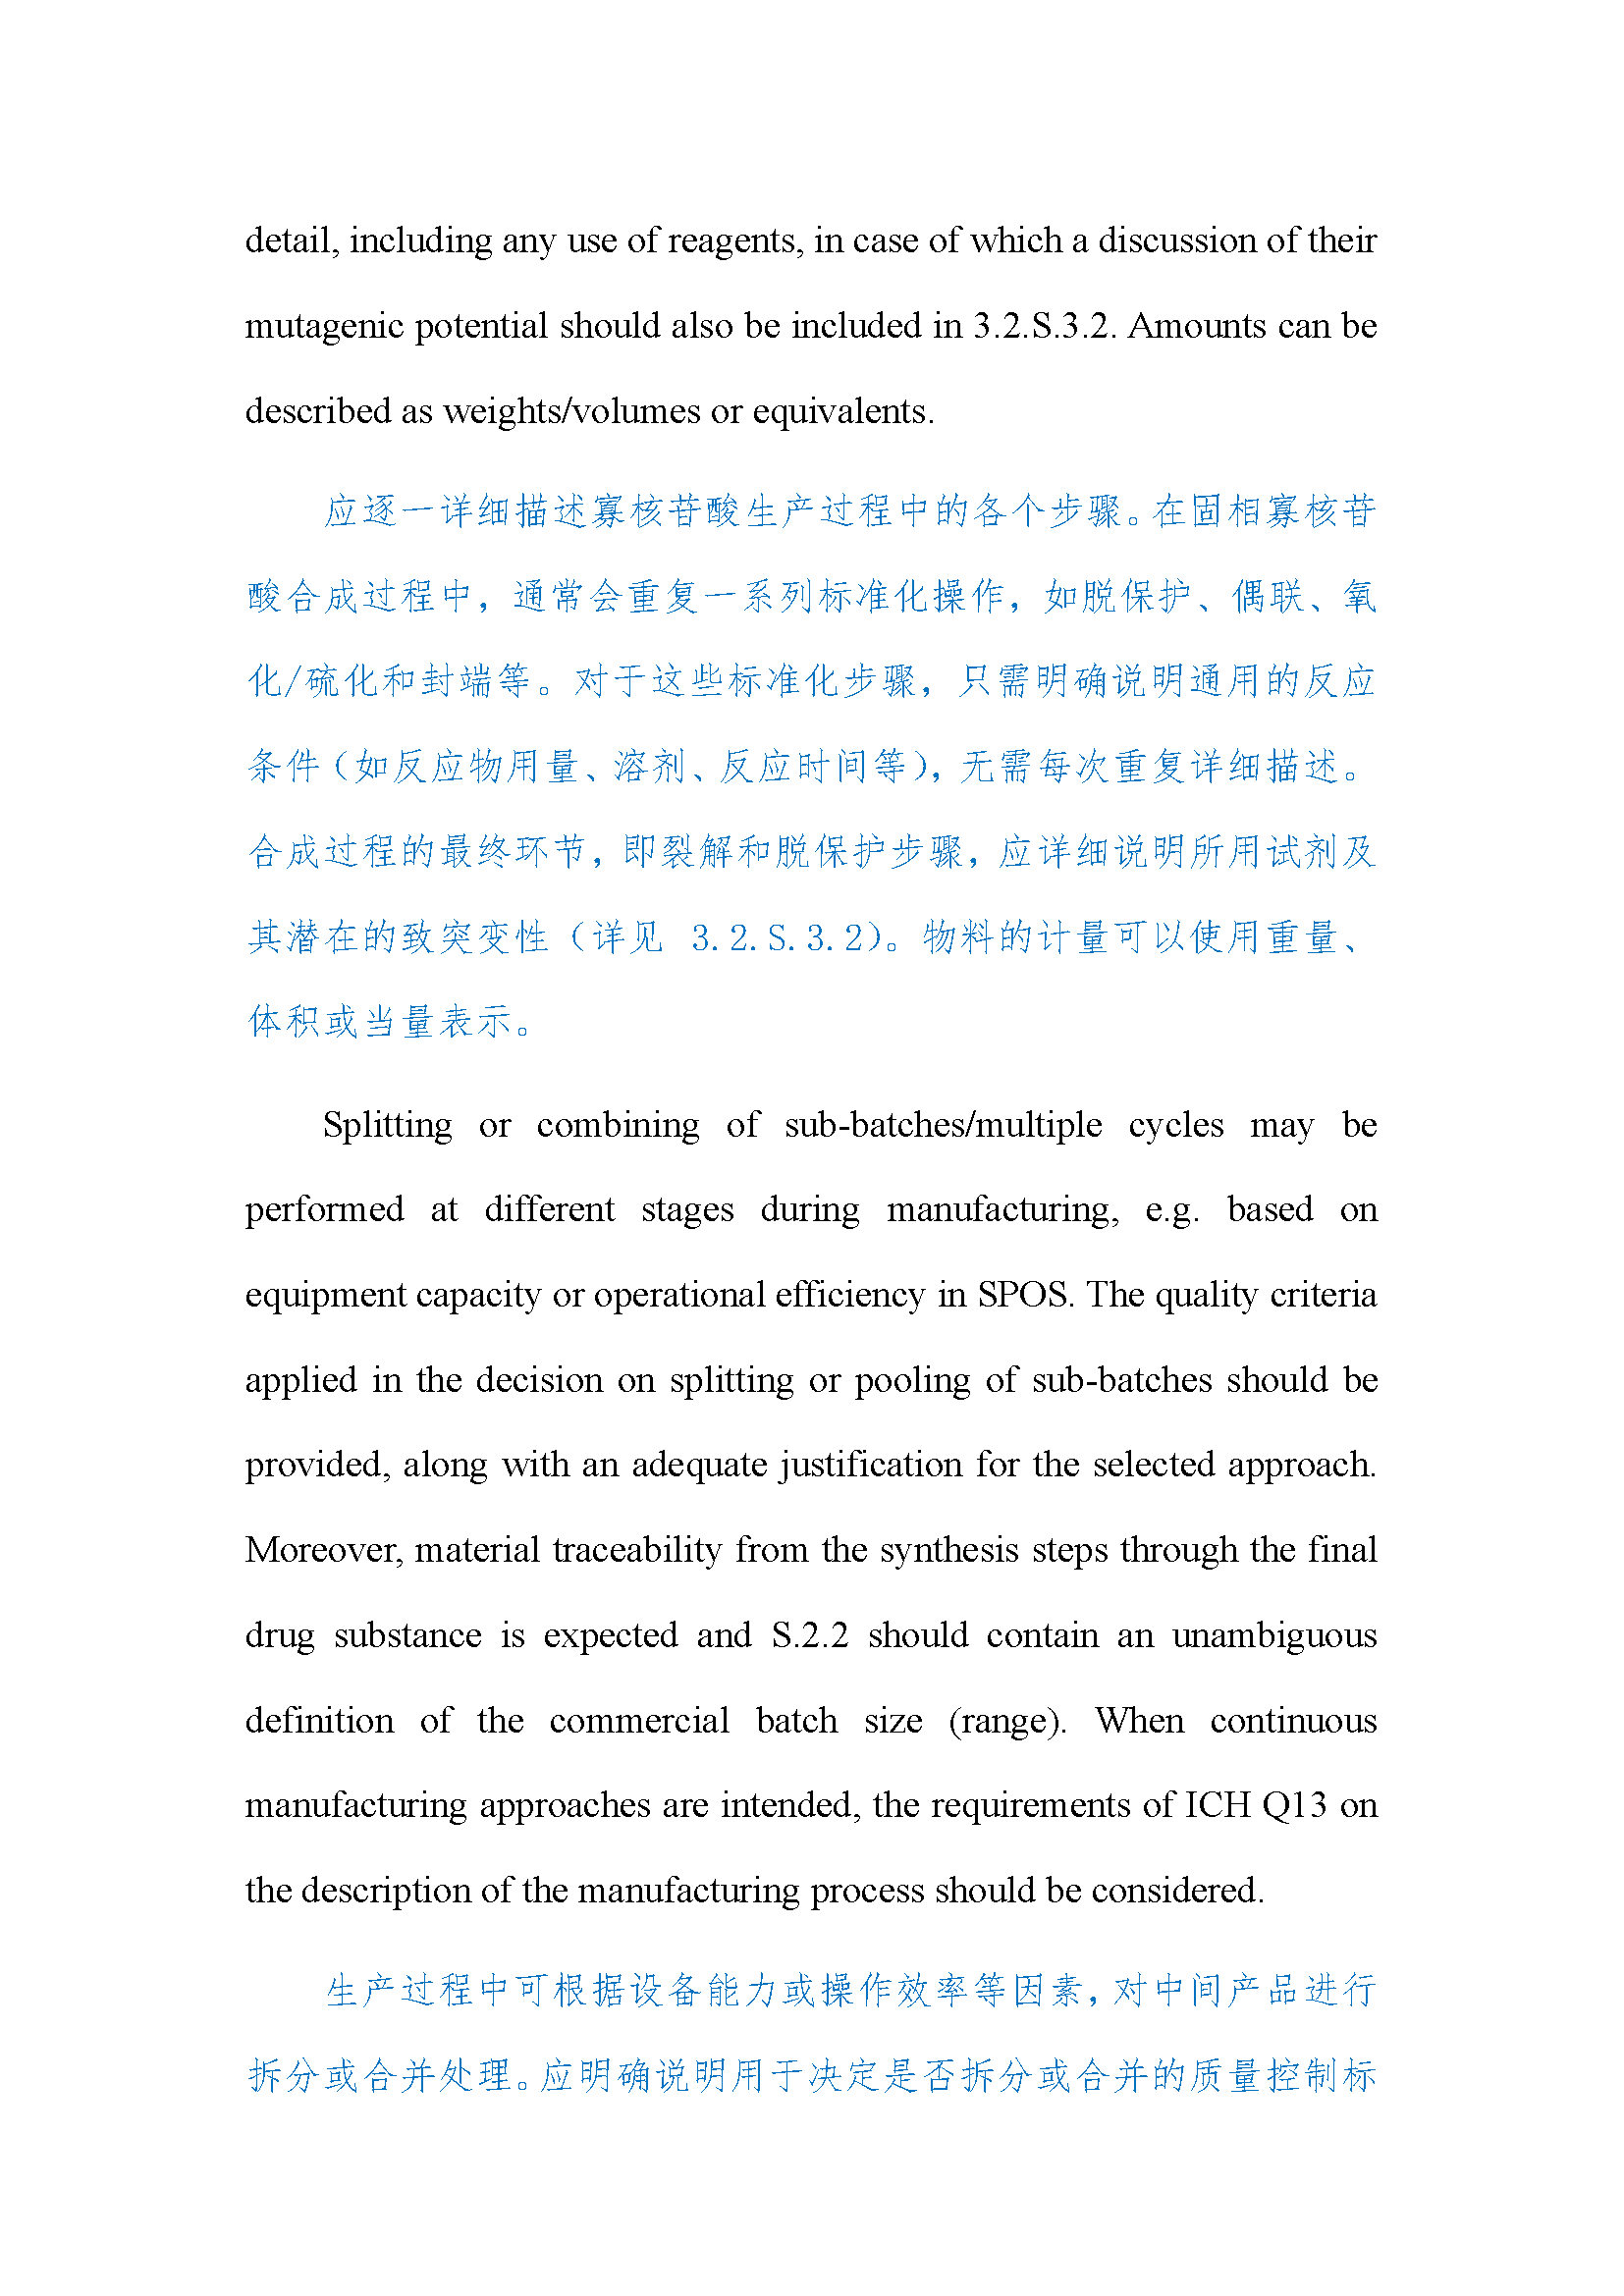 detail, including any use of reagents, in case of which a discussion of their
mutagenic potential should also be included in 3.2.S.3.2. Amounts can be
described as weights/volumes or equivalents.
应逐一详细描述寡核苷酸生产过程中的各个步骤。在固相寡核苷
酸合成过程中，通常会重复一系列标准化操作，如脱保护、偶联、氧
化/硫化和封端等。对于这些标准化步骤，只需明确说明通用的反应
条件（如反应物用量、溶剂、反应时间等），无需每次重复详细描述。
合成过程的最终环节，即裂解和脱保护步骤，应详细说明所用试剂及
其潜在的致突变性（详见 3.2.S.3.2）。物料的计量可以使用重量、
体积或当量表示。
Splitting or combining of sub-batches/multiple cycles may be
performed at different stages during manufacturing, e.g. based on
equipment capacity or operational efficiency in SPOS. The quality criteria
applied in the decision on splitting or pooling of sub-batches should be
provided, along with an adequate justification for the selected approach.
Moreover, material traceability from the synthesis steps through the final
drug substance is expected and S.2.2 should contain an unambiguous
definition of the commercial batch size (range). When continuous
manufacturing approaches are intended, the requirements of ICH Q13 on
the description of the manufacturing process should be considered.
生产过程中可根据设备能力或操作效率等因素，对中间产品进行
拆分或合并处理。应明确说明用于决定是否拆分或合并的质量控制标